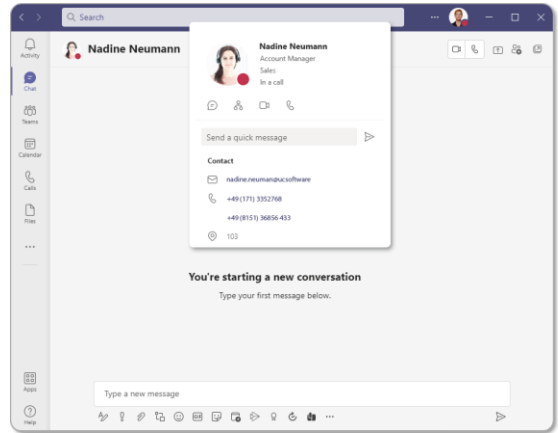 Search
Activity
Chat
Teams
Calendar
Calls
Files
Apps
Help
Nadine Neumann
Nadine Neumann
Account Manager
Sales
In a call
Send a quick message
Contact
nadine.neuman@ucsoftware
+49 (171) 3352768
+49 (8151) 36856 433
103
You're starting a new conversation
Type your first message below.
Type a new message